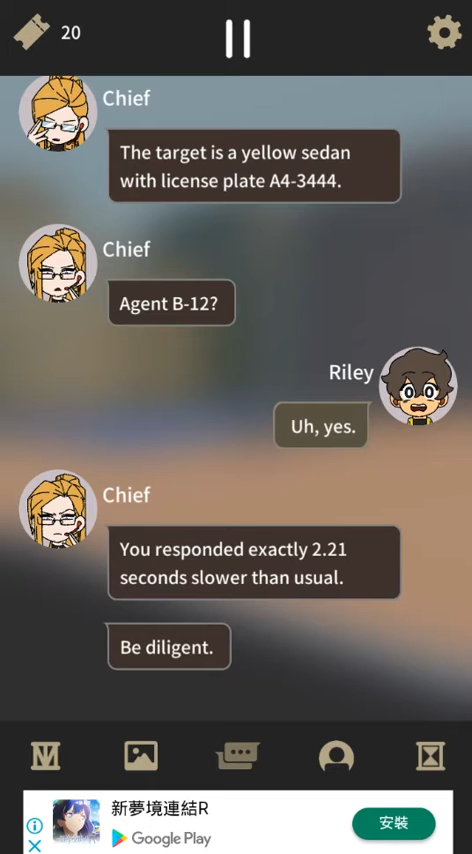 20
Chief
The target is a yellow sedan
with license plate A4-3444.
Chief
Agent B-12?
Riley
Uh, yes.
Chief
You responded exactly 2.21
seconds slower than usual.
Be diligent.
新夢境連結R
Google Play
安裝